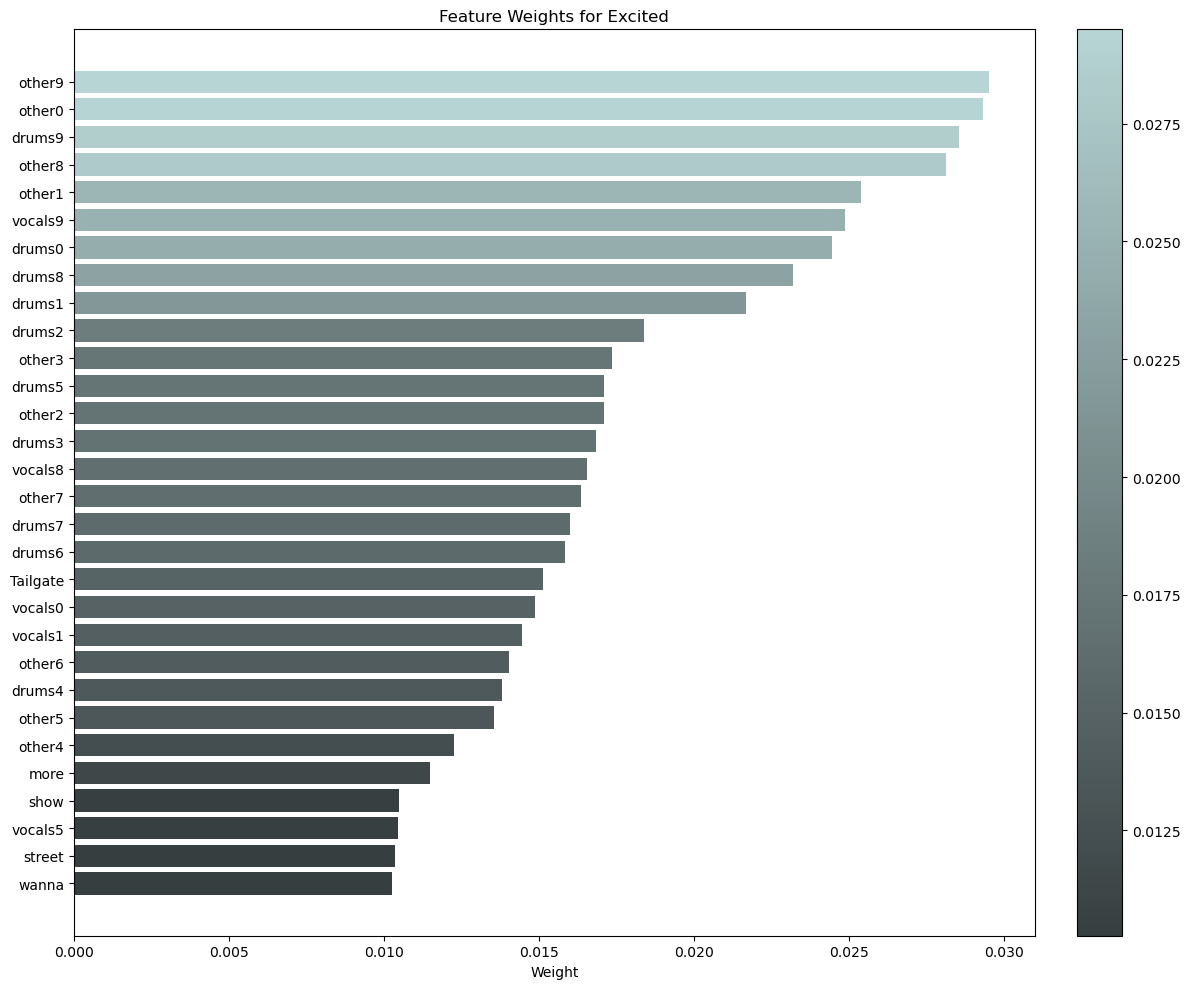 Feature Weights for Excited
other9
other0
drums9
other8
other1
vocals9
drums0
drums8
drums1
drums2
other3
drums5
other2
drums3
vocals8
other7
drums7
drums6
Tailgate
vocals0
vocals1
other6
drums4
other5
other4
more
show
vocals5
street
wanna
0.000 0.005 0.010 0.015 0.020 0.025 0.030
Weight
0.0275
0.0250
0.0225
0.0200
0.0175
0.0150
0.0125